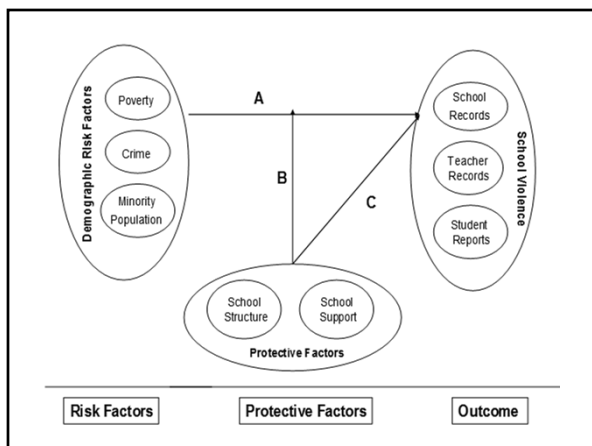 Demographic Risk Factors
Poverty
Crime
Minority
Population
A
B
C
School
Records
Teacher
Records
Student
Reports
School Violence
School
Structure
School
Support
Protective Factors
Risk Factors
Protective Factors
Outcome